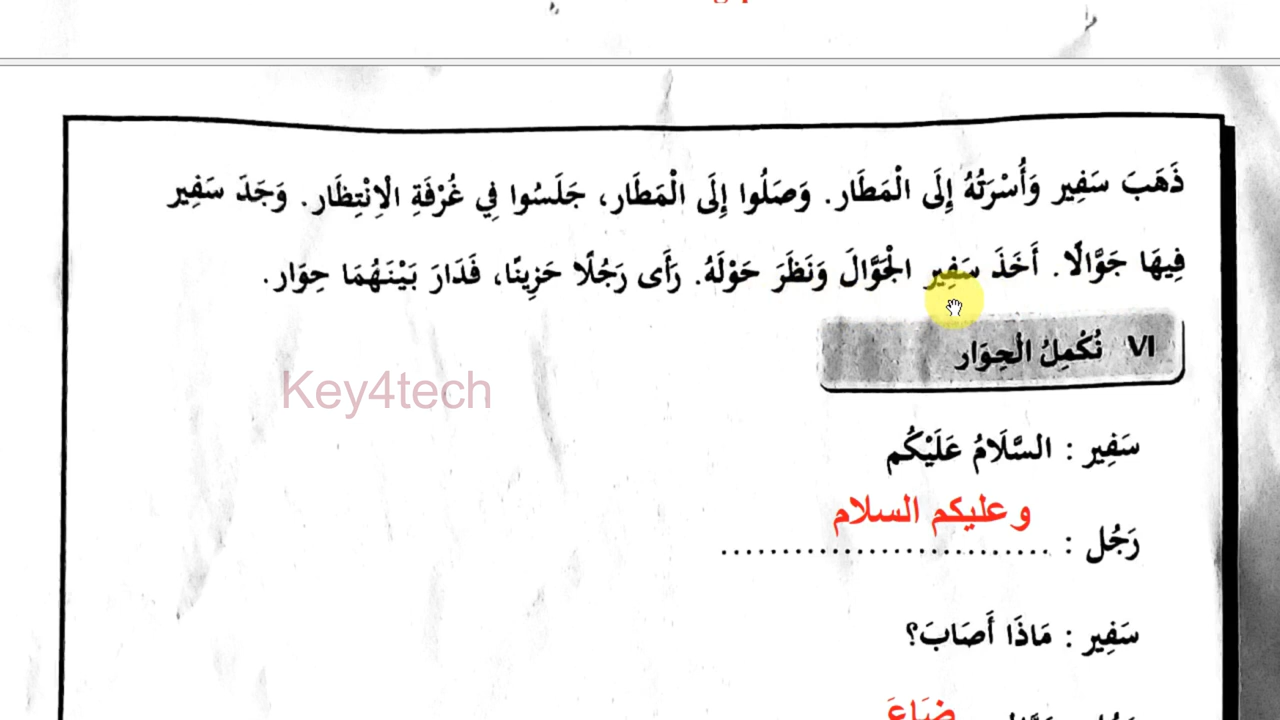 ذَهَبَ سَفِير وَأُسْرَتُهُ إِلَى الْمَطَار. وَصَلُوا إِلَى الْمَطَار، جَلَسُوا فِي غُرْفَةِ الْاِنْتِظَار. وَجَدَ سَفِير
فِيهَا جَوَّالًا. أَخَذَ سَفِير الْجَوَّالَ وَنَظَرَ حَوْلَهُ. رَأَى رَجُلًا حَزِينًا، فَدَارَ بَيْنَهُمَا حِوَار.
VI نُكْمِلُ الْحِوَار
Key4tech
سَفِير : السَّلَامُ عَلَيْكُم
وعليكم السلام
رَجُل : ............................
سَفِير : مَاذَا أَصَابَ؟
ضَاعَ